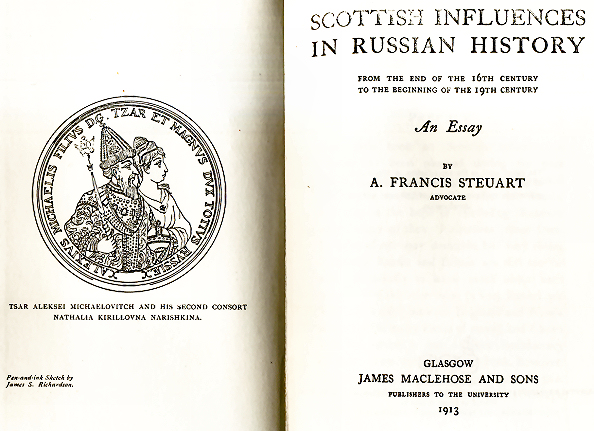 XALEXIUS MICHAELIS FILIUS D.G. TZAR ET MAGNVS DVX TOTIVS RVSSIÆ
TSAR ALEKSEI MICHAELOVITCH AND HIS SECOND CONSORT
NATHALIA KIRILLOVNA NARISHKINA.
Pen-and-ink Sketch by
James S. Richardson.
SCOTTISH INFLUENCES
IN RUSSIAN HISTORY
FROM THE END OF THE 16TH CENTURY
TO THE BEGINNING OF THE 19TH CENTURY
An Essay
BY
A. FRANCIS STEUART
ADVOCATE
GLASGOW
JAMES MACLEHOSE AND SONS
PUBLISHERS TO THE UNIVERSITY
1913